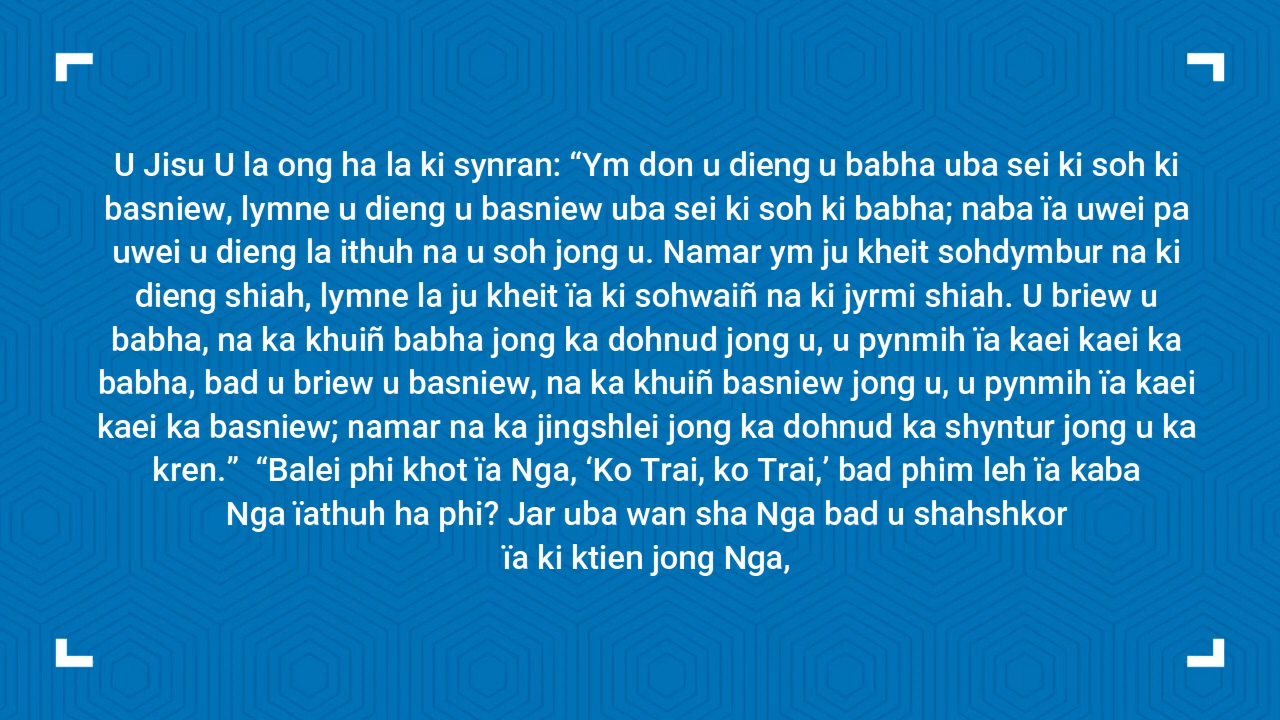 U Jisu U la ong ha la ki synran: “Ym don u dieng u babha uba sei ki soh ki
basniew, lymne u dieng u basniew uba sei ki soh ki babha; naba ïa uwei pa
uwei u dieng la ithuh na u soh jong u. Namar ym ju kheit sohdymbur na ki
dieng shiah, lymne la ju kheit ïa ki sohwaiñ na ki jyrmi shiah. U briew u
babha, na ka khuiñ babha jong ka dohnud jong u, u pynmih ïa kaei kaei ka
babha, bad u briew u basniew, na ka khuiñ basniew jong u, u pynmih ïa kaei
kaei ka basniew; namar na ka jingshlei jong ka dohnud ka shyntur jong u ka
kren.”  “Balei phi khot ïa Nga, ‘Ko Trai, ko Trai,’ bad phim leh ïa kaba
Nga ïathuh ha phi? Jar uba wan sha Nga bad u shahshkor
ïa ki ktien jong Nga,